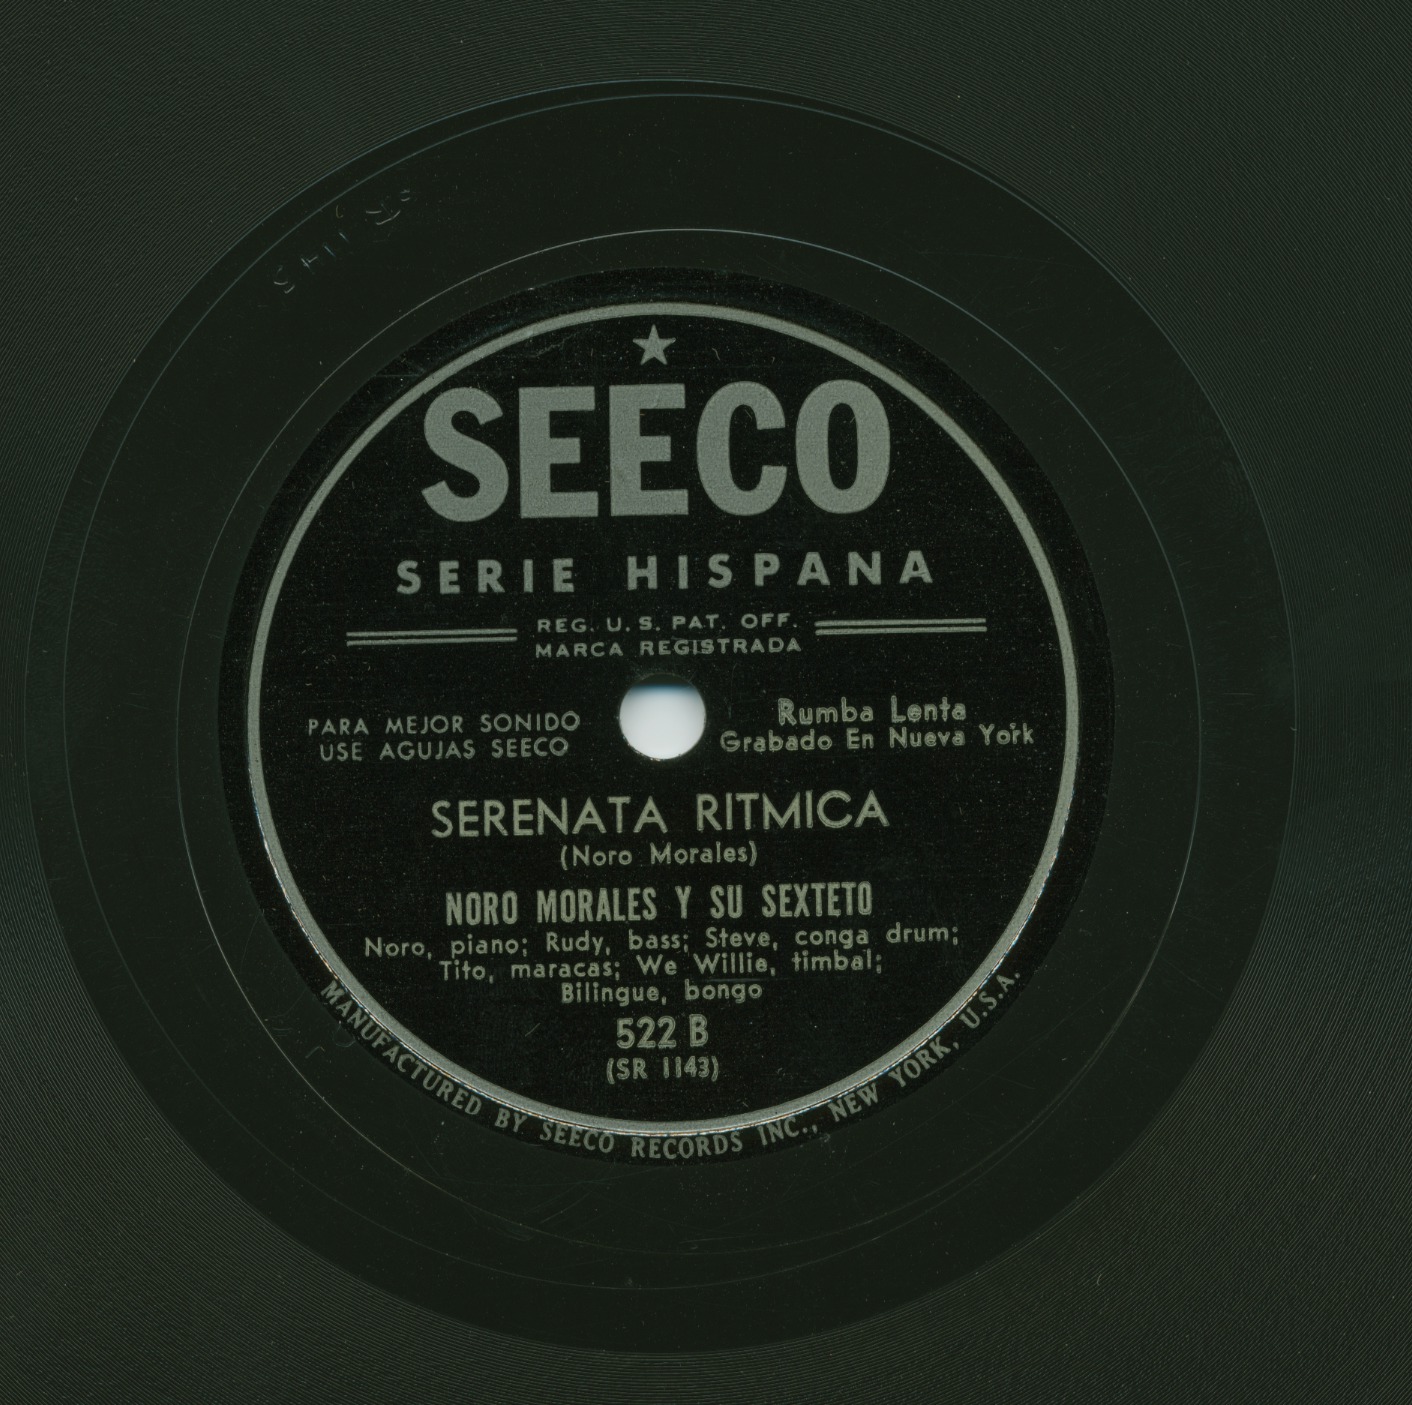 SEECO
SERIE HISPANA
REG. U. S. PAT. OFF.
MARCA REGISTRADA
PARA MEJOR SONIDO
USE AGUJAS SEECO
Rumba Lenta
Grabado En Nueva York
SERENATA RITMICA
(Noro Morales)
NORO MORALES Y SU SEXTETO
Noro, piano; Rudy, bass; Steve, conga drum;
Tito, maracas; We Willie, timbal;
Bilingue, bongo
522 B
(SR 1143)
MANUFACTURED BY SEECO RECORDS INC., NEW YORK, U.S.A.